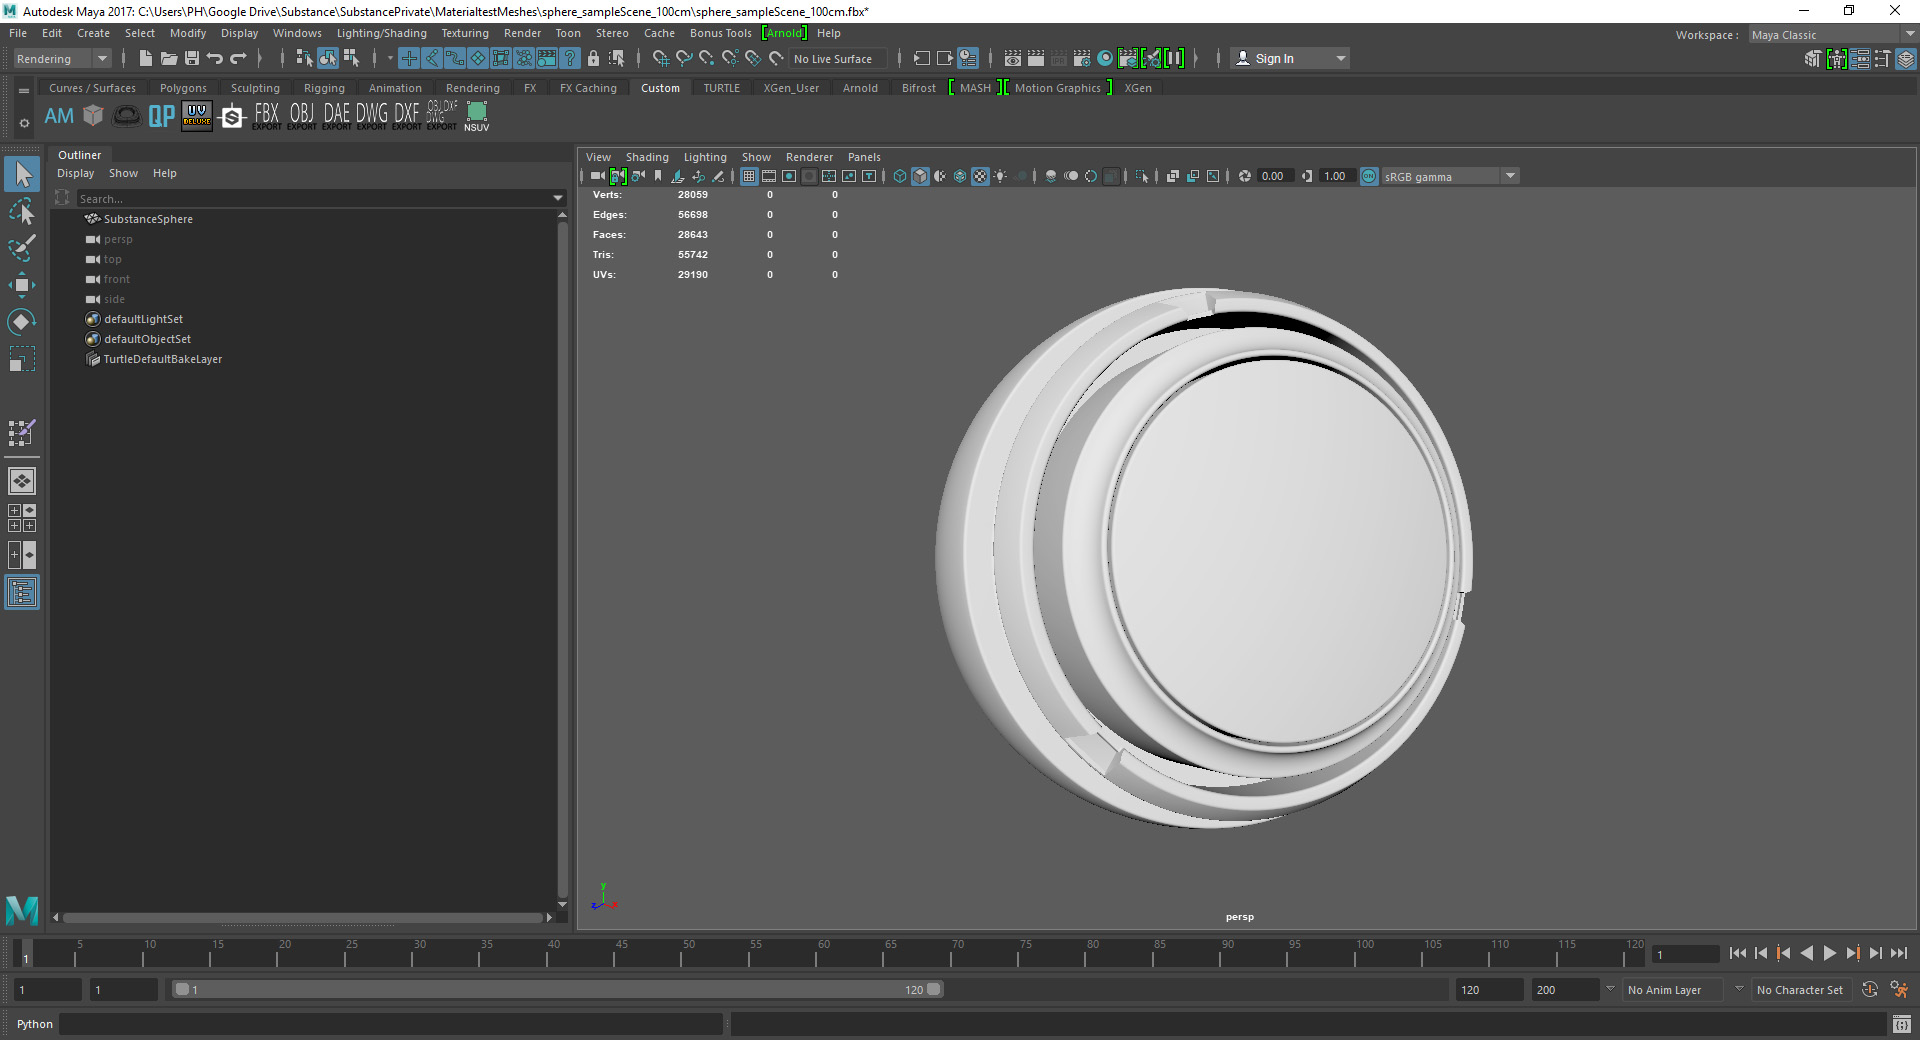 Autodesk Maya 2017: C:\Users\PH\Google Drive\Substance\SubstancePrivate\MaterialtestMeshes\sphere_sampleScene_100cm\sphere_sampleScene_100cm.fbx*
File Edit Create Select Modify Display Windows Lighting/Shading Texturing Render Toon Stereo Cache Bonus Tools [Arnold] Help
Workspace : Maya Classic
Rendering No Live Surface Sign In
Curves / Surfaces Polygons Sculpting Rigging Animation Rendering FX FX Caching Custom TURTLE XGen_User Arnold Bifrost [ MASH ] [ Motion Graphics ] XGen
AM QP UV DELUXE S FBX EXPORT OBJ EXPORT DAE EXPORT DWG EXPORT DXF EXPORT OBJ DXF DWG EXPORT NSUV
Outliner
Display Show Help
Search...
SubstanceSphere
persp
top
front
side
defaultLightSet
defaultObjectSet
TurtleDefaultBakeLayer
View Shading Lighting Show Renderer Panels
0.00 1.00 ON sRGB gamma
Verts: 28059 0 0
Edges: 56698 0 0
Faces: 28643 0 0
Tris: 55742 0 0
UVs: 29190 0 0
y
z x
persp
5 10 15 20 25 30 35 40 45 50 55 60 65 70 75 80 85 90 95 100 105 110 115 120
1 1
1 1 1 120 120 200 No Anim Layer No Character Set
Python